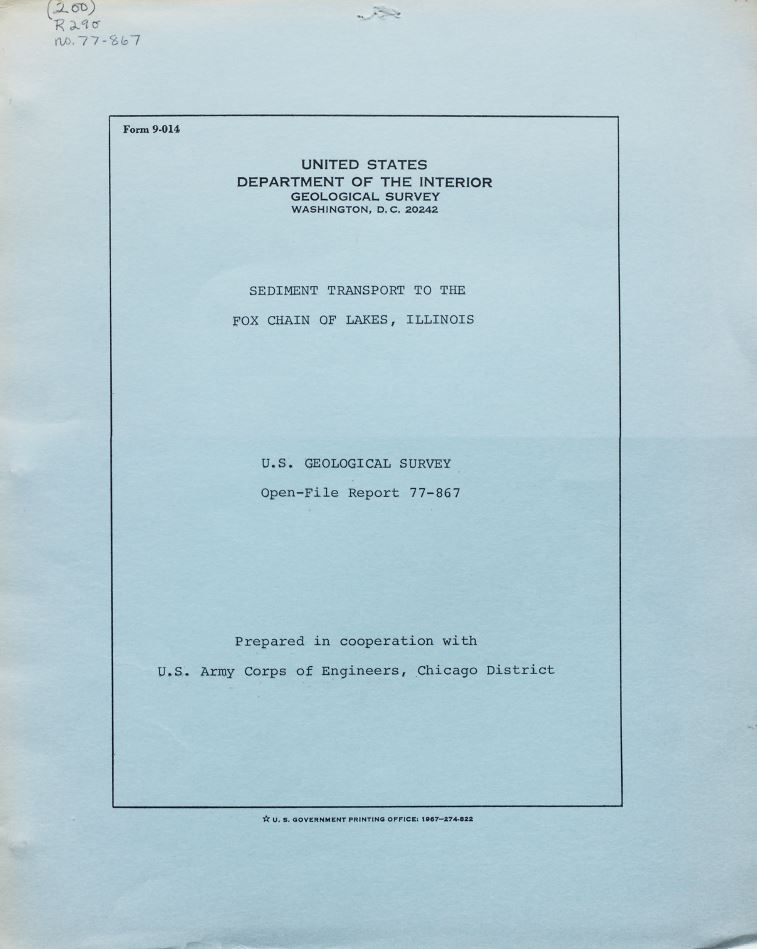 (200)
R290
no. 77-867
Form 9-014
UNITED STATES
DEPARTMENT OF THE INTERIOR
GEOLOGICAL SURVEY
WASHINGTON, D.C. 20242
SEDIMENT TRANSPORT TO THE
FOX CHAIN OF LAKES, ILLINOIS
U.S. GEOLOGICAL SURVEY
Open-File Report 77-867
Prepared in cooperation with
U.S. Army Corps of Engineers, Chicago District
☆ U. S. GOVERNMENT PRINTING OFFICE: 1967—274-822